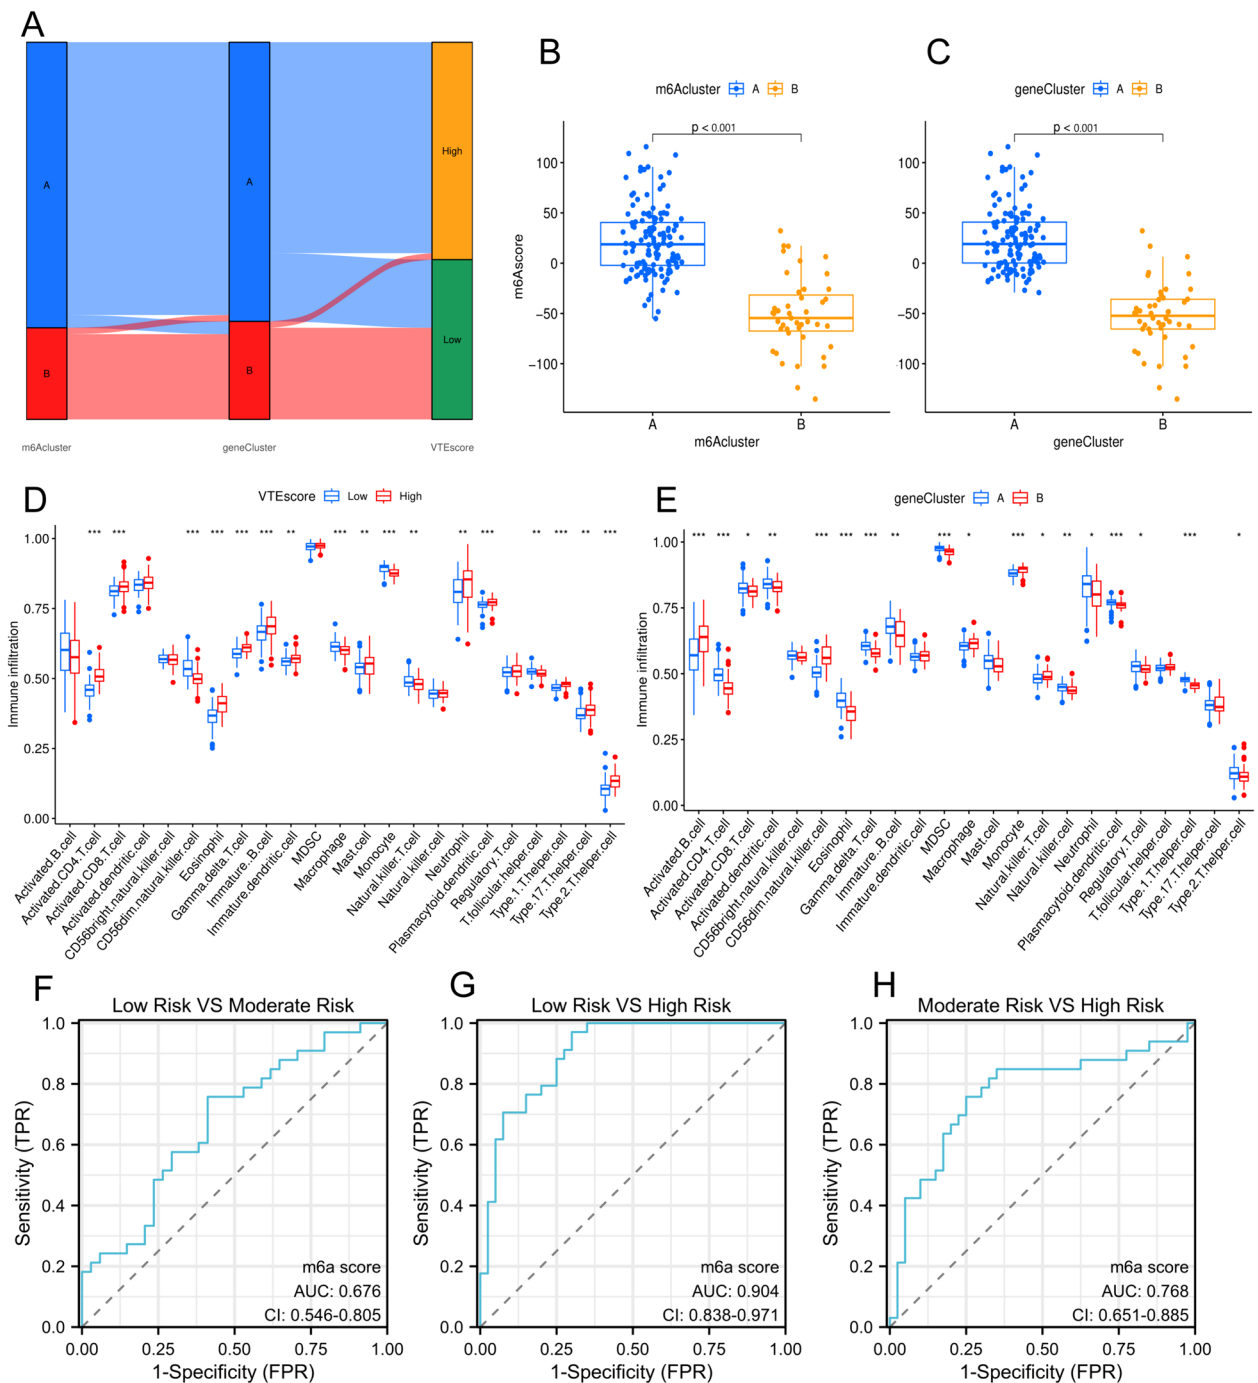 A
A
B
A
B
High
Low
m6Acluster
geneCluster
VTEscore
B
m6Acluster A B
p < 0.001
m6Ascore
100
50
0
−50
−100
A
B
m6Acluster
C
geneCluster A B
p < 0.001
100
50
0
−50
A
B
geneCluster
D
VTEscore Low High
*** *** *** *** *** *** ** *** ** *** ** ** *** ** *** ** ***
Immune infiltration
1.00
0.75
0.50
0.25
0.00
Activated.B.cell
Activated.CD4.T.cell
Activated.CD8.T.cell
Activated.dendritic.cell
CD56bright.natural.killer.cell
CD56dim.natural.killer.cell
Eosinophil
Gamma.delta.T.cell
Immature.B.cell
Immature.dendritic.cell
MDSC
Macrophage
Mast.cell
Monocyte
Natural.killer.T.cell
Natural.killer.cell
Neutrophil
Plasmacytoid.dendritic.cell
Regulatory.T.cell
T.follicular.helper.cell
Type.1.T.helper.cell
Type.17.T.helper.cell
Type.2.T.helper.cell
E
geneCluster A B
*** *** * ** *** *** *** ** *** * *** * ** * *** * *** *
Immune infiltration
1.00
0.75
0.50
0.25
0.00
Activated.B.cell
Activated.CD4.T.cell
Activated.CD8.T.cell
Activated.dendritic.cell
CD56bright.natural.killer.cell
CD56dim.natural.killer.cell
Eosinophil
Gamma.delta.T.cell
Immature.B.cell
Immature.dendritic.cell
MDSC
Macrophage
Mast.cell
Monocyte
Natural.killer.T.cell
Natural.killer.cell
Neutrophil
Plasmacytoid.dendritic.cell
Regulatory.T.cell
T.follicular.helper.cell
Type.1.T.helper.cell
Type.17.T.helper.cell
Type.2.T.helper.cell
F
Low Risk VS Moderate Risk
Sensitivity (TPR)
1.0
0.8
0.6
0.4
0.2
0.0
m6a score
AUC: 0.676
CI: 0.546-0.805
0.00 0.25 0.50 0.75 1.00
1-Specificity (FPR)
G
Low Risk VS High Risk
Sensitivity (TPR)
1.0
0.8
0.6
0.4
0.2
0.0
m6a score
AUC: 0.904
CI: 0.838-0.971
0.00 0.25 0.50 0.75 1.00
1-Specificity (FPR)
H
Moderate Risk VS High Risk
Sensitivity (TPR)
1.0
0.8
0.6
0.4
0.2
0.0
m6a score
AUC: 0.768
CI: 0.651-0.885
0.00 0.25 0.50 0.75 1.00
1-Specificity (FPR)